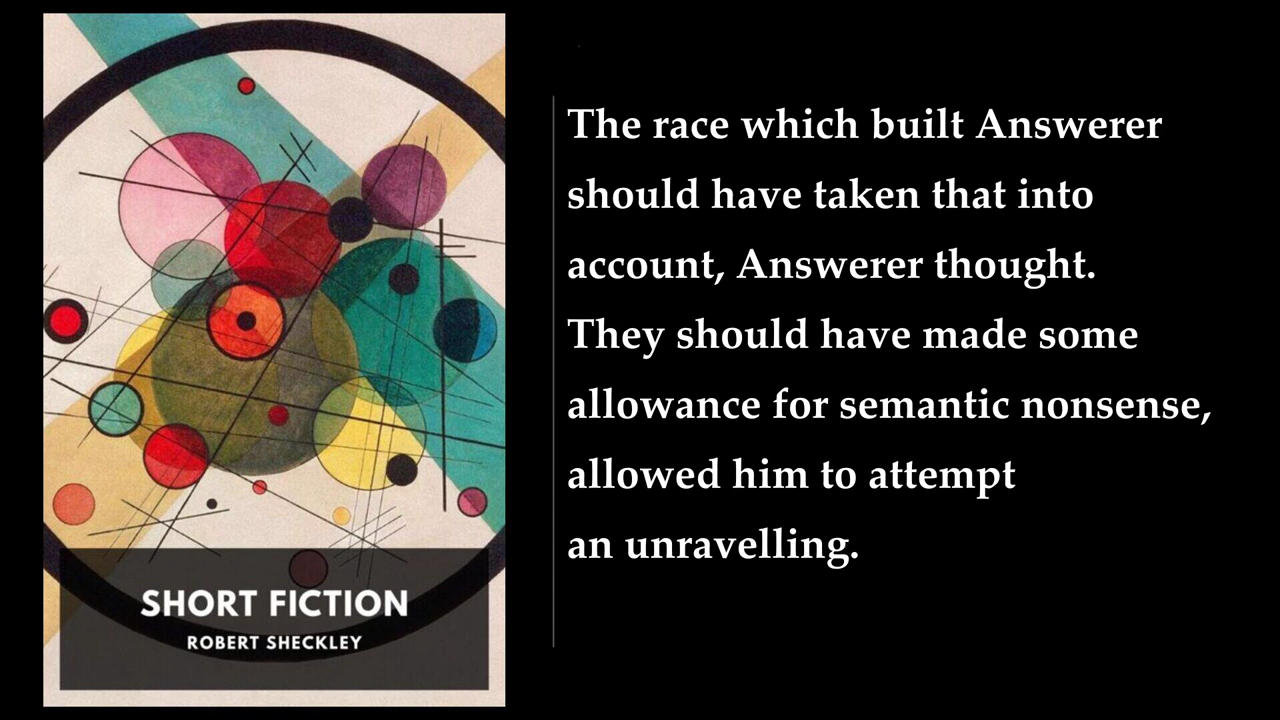 SHORT FICTION
ROBERT SHECKLEY
The race which built Answerer
should have taken that into
account, Answerer thought.
They should have made some
allowance for semantic nonsense,
allowed him to attempt
an unravelling.